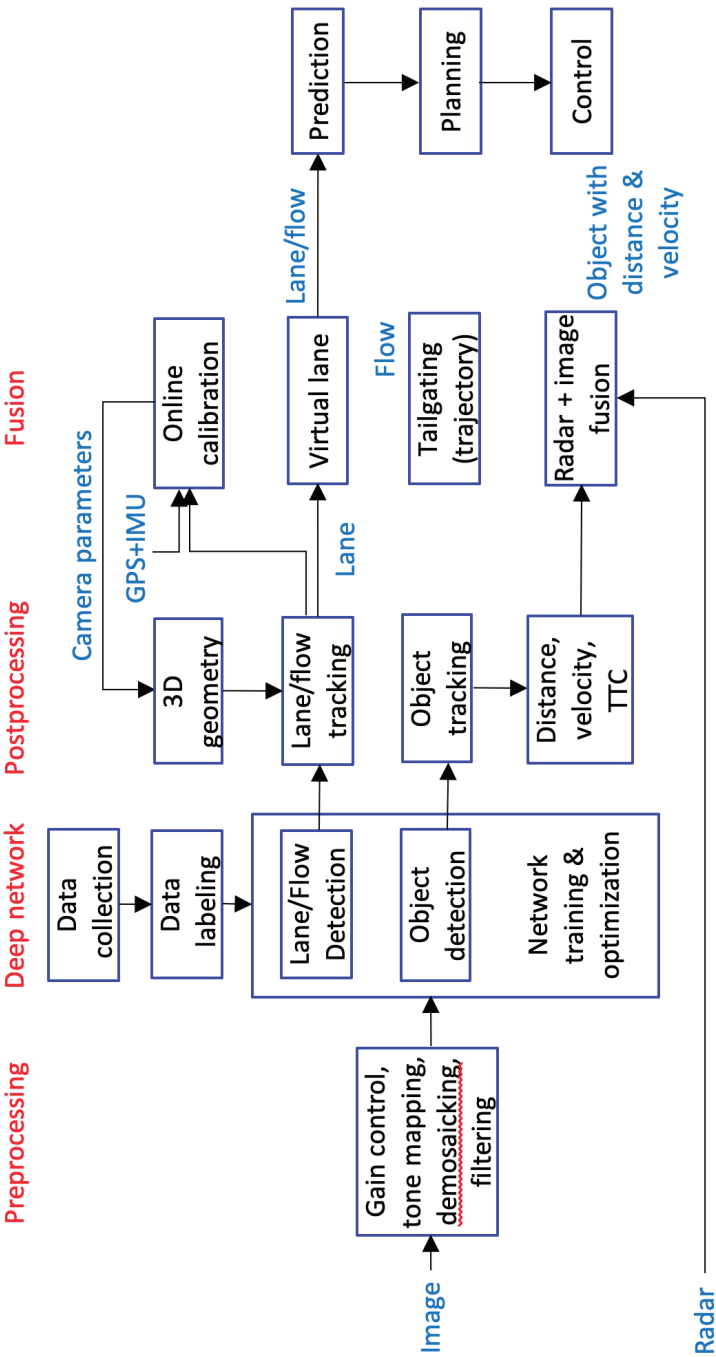 Preprocessing
Deep network
Postprocessing
Fusion
Image
Radar
Gain control,
tone mapping,
demosaicking,
filtering
Data
collection
Data
labeling
Lane/Flow
Detection
Object
detection
Network
training &
optimization
Camera parameters
GPS+IMU
3D
geometry
Lane/flow
tracking
Lane
Object
tracking
Distance,
velocity,
TTC
Online
calibration
Virtual lane
Flow
Tailgating
(trajectory)
Radar + image
fusion
Lane/flow
Object with
distance &
velocity
Prediction
Planning
Control